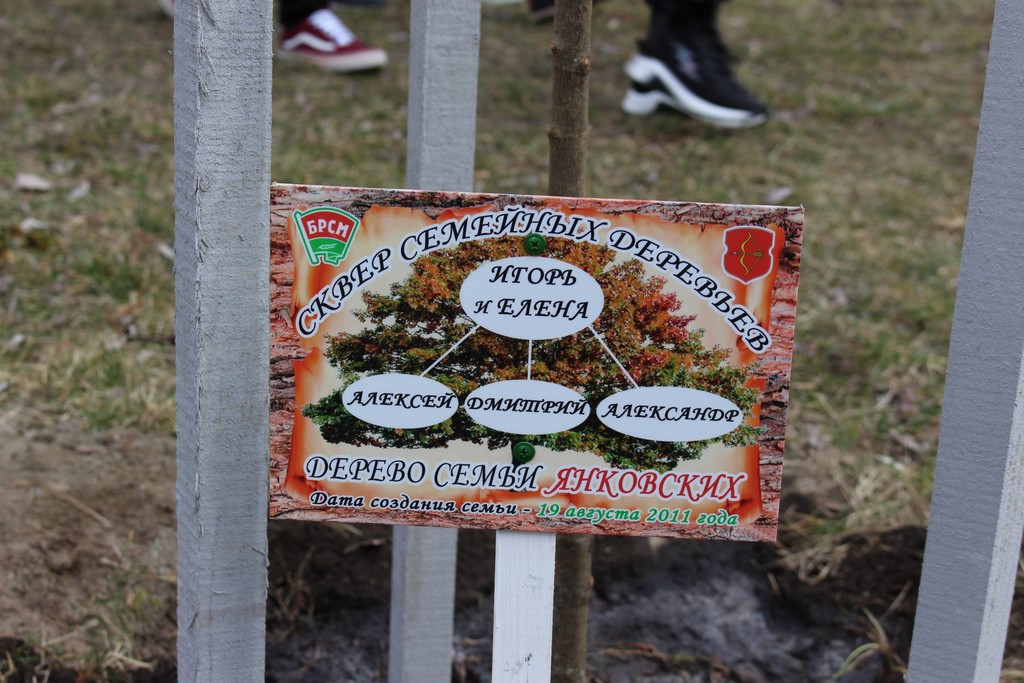 БРСМ
СКВЕР СЕМЕЙНЫХ ДЕРЕВЬЕВ
ИГОРЬ
и ЕЛЕНА
АЛЕКСЕЙ ДМИТРИЙ АЛЕКСАНДР
ДЕРЕВО СЕМЬИ ЯНКОВСКИХ
Дата создания семьи - 19 августа 2011 года